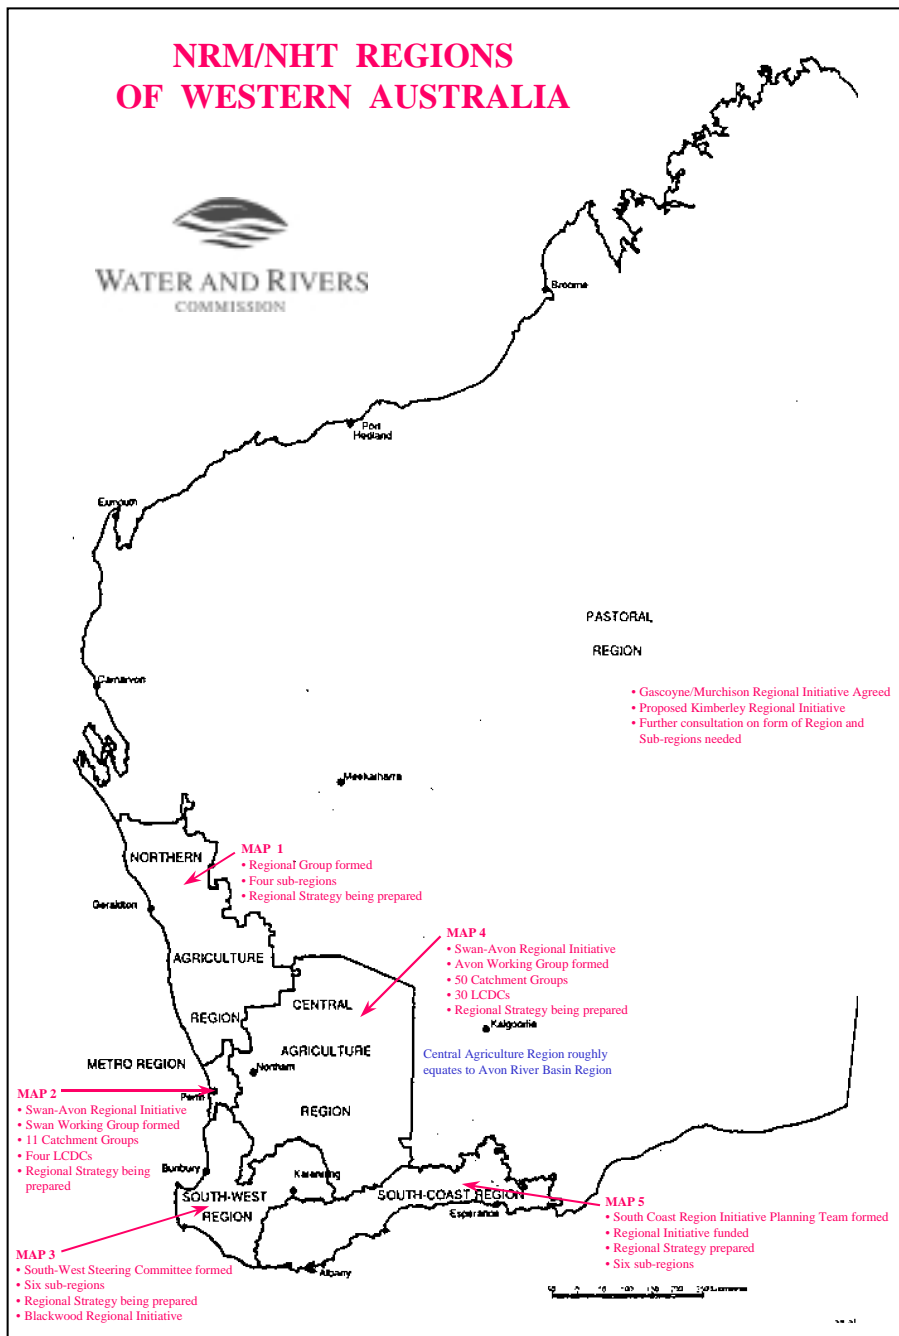 NRM/NHT REGIONS
OF WESTERN AUSTRALIA
WATER AND RIVERS
COMMISSION
Broome
Port
Hedland
Exmouth
PASTORAL
REGION
Carnarvon
• Gascoyne/Murchison Regional Initiative Agreed
• Proposed Kimberley Regional Initiative
• Further consultation on form of Region and
Sub-regions needed
Meekatharra
MAP 1
• Regional Group formed
• Four sub-regions
• Regional Strategy being prepared
NORTHERN
Geraldton
AGRICULTURE
REGION
MAP 4
• Swan-Avon Regional Initiative
• Avon Working Group formed
• 50 Catchment Groups
• 30 LCDCs
• Regional Strategy being prepared
CENTRAL
AGRICULTURE
REGION
Kalgoorlie
Central Agriculture Region roughly
equates to Avon River Basin Region
METRO REGION
Northam
Perth
MAP 2
• Swan-Avon Regional Initiative
• Swan Working Group formed
• 11 Catchment Groups
• Four LCDCs
• Regional Strategy being
prepared
Bunbury
Katanning
SOUTH-WEST
REGION
SOUTH-COAST REGION
Esperance
MAP 5
• South Coast Region Initiative Planning Team formed
• Regional Initiative funded
• Regional Strategy prepared
• Six sub-regions
MAP 3
• South-West Steering Committee formed
• Six sub-regions
• Regional Strategy being prepared
• Blackwood Regional Initiative
Albany